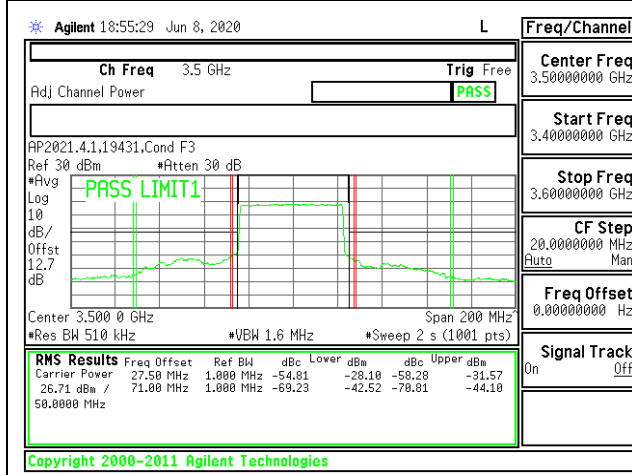 Agilent 18:55:29 Jun 8, 2020 L
Freq/Channel
Ch Freq 3.5 GHz Trig Free
Adj Channel Power PASS
Center Freq
3.50000000 GHz
Start Freq
3.40000000 GHz
AP2021.4.1,19431,Cond F3
Ref 30 dBm #Atten 30 dB
#Avg
Log
10
dB/
Offst
12.7
dB
PASS LIMIT1
Stop Freq
3.60000000 GHz
CF Step
20.0000000 MHz
Auto Man
Freq Offset
0.00000000 Hz
Center 3.500 0 GHz Span 200 MHz
#Res BW 510 kHz #VBW 1.6 MHz #Sweep 2 s (1001 pts)
Signal Track
On Off
RMS Results Freq Offset Ref BW dBc Lower dBm dBc Upper dBm
Carrier Power 27.50 MHz 1.000 MHz -54.81 -28.10 -58.28 -31.57
26.71 dBm / 71.00 MHz 1.000 MHz -69.23 -42.52 -70.81 -44.10
50.0000 MHz
Copyright 2000-2011 Agilent Technologies